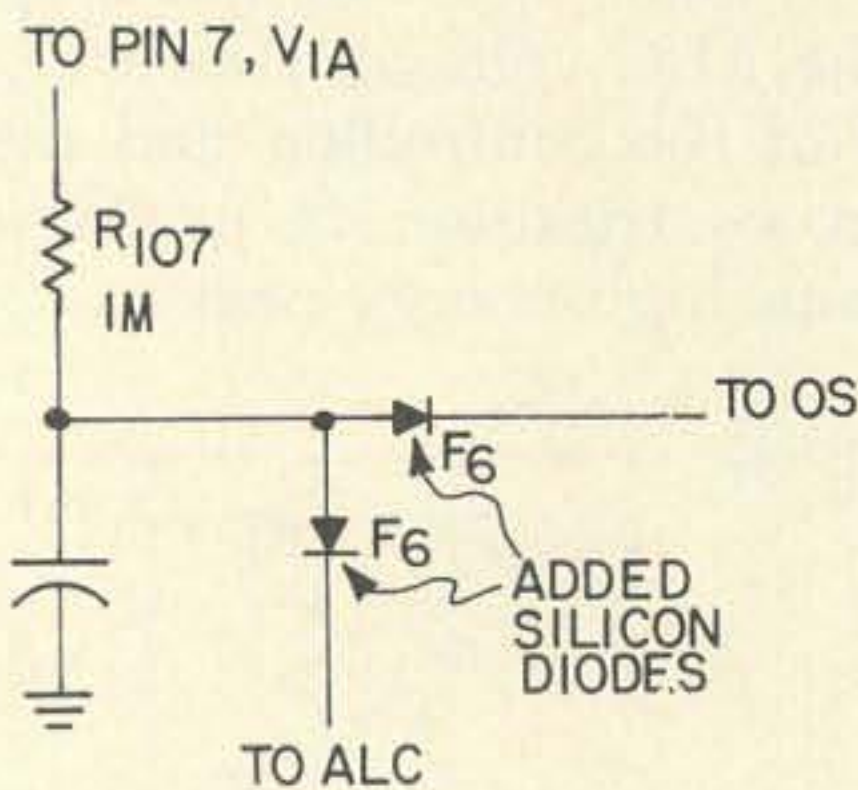 TO PIN 7, V1A
R107
1M
TO OS
F6
F6
ADDED
SILICON
DIODES
TO ALC